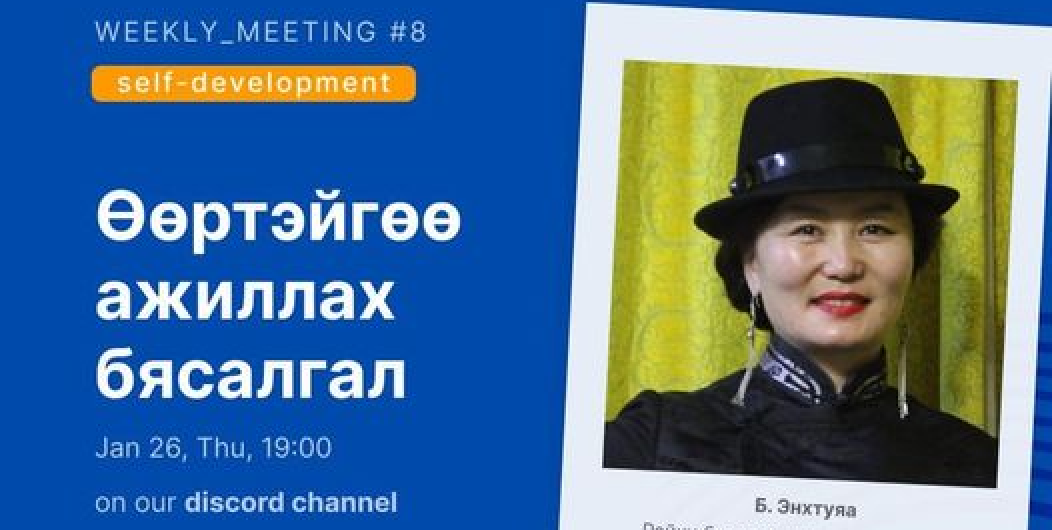 WEEKLY_MEETING #8
self-development
Өөртэйгөө
ажиллах
бясалгал
Jan 26, Thu, 19:00
on our discord channel
Б. Энхтуяа